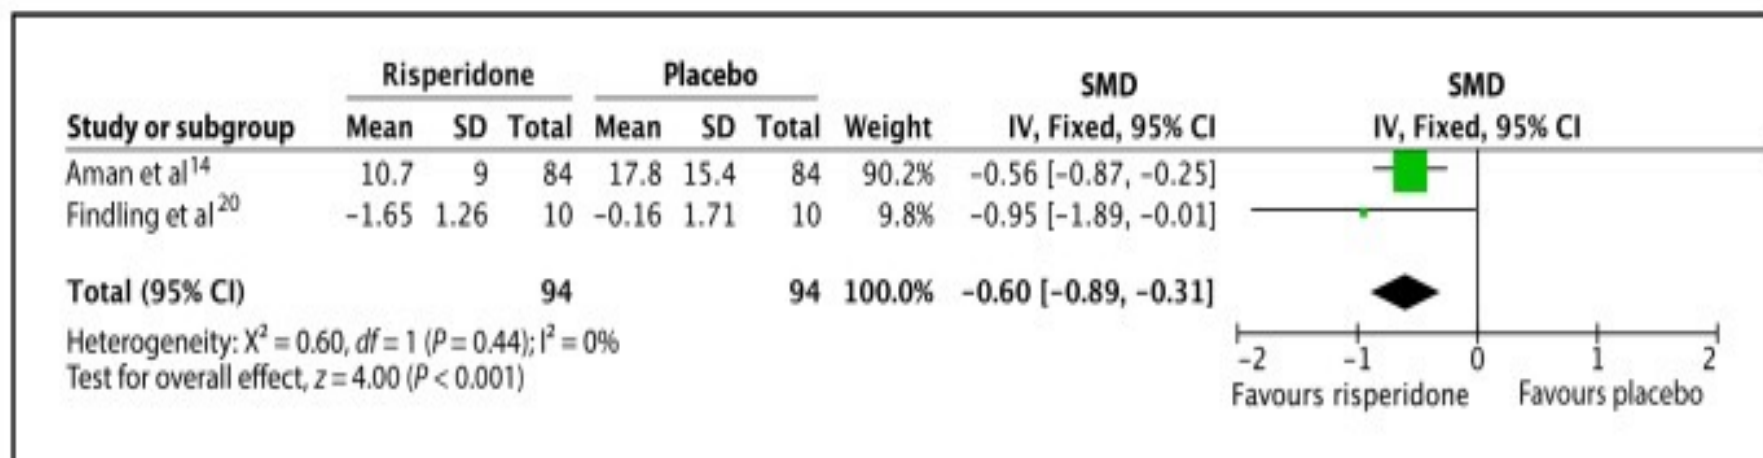 Risperidone Placebo SMD SMD
Study or subgroup Mean SD Total Mean SD Total Weight IV, Fixed, 95% CI IV, Fixed, 95% CI
Aman et al14 10.7 9 84 17.8 15.4 84 90.2% −0.56 [−0.87, −0.25]
Findling et al20 −1.65 1.26 10 −0.16 1.71 10 9.8% −0.95 [−1.89, −0.01]
Total (95% CI) 94 94 100.0% −0.60 [−0.89, −0.31]
Heterogeneity: X² = 0.60, df = 1 (P = 0.44); I² = 0%
Test for overall effect, z = 4.00 (P < 0.001)
−2 −1 0 1 2
Favours risperidone Favours placebo